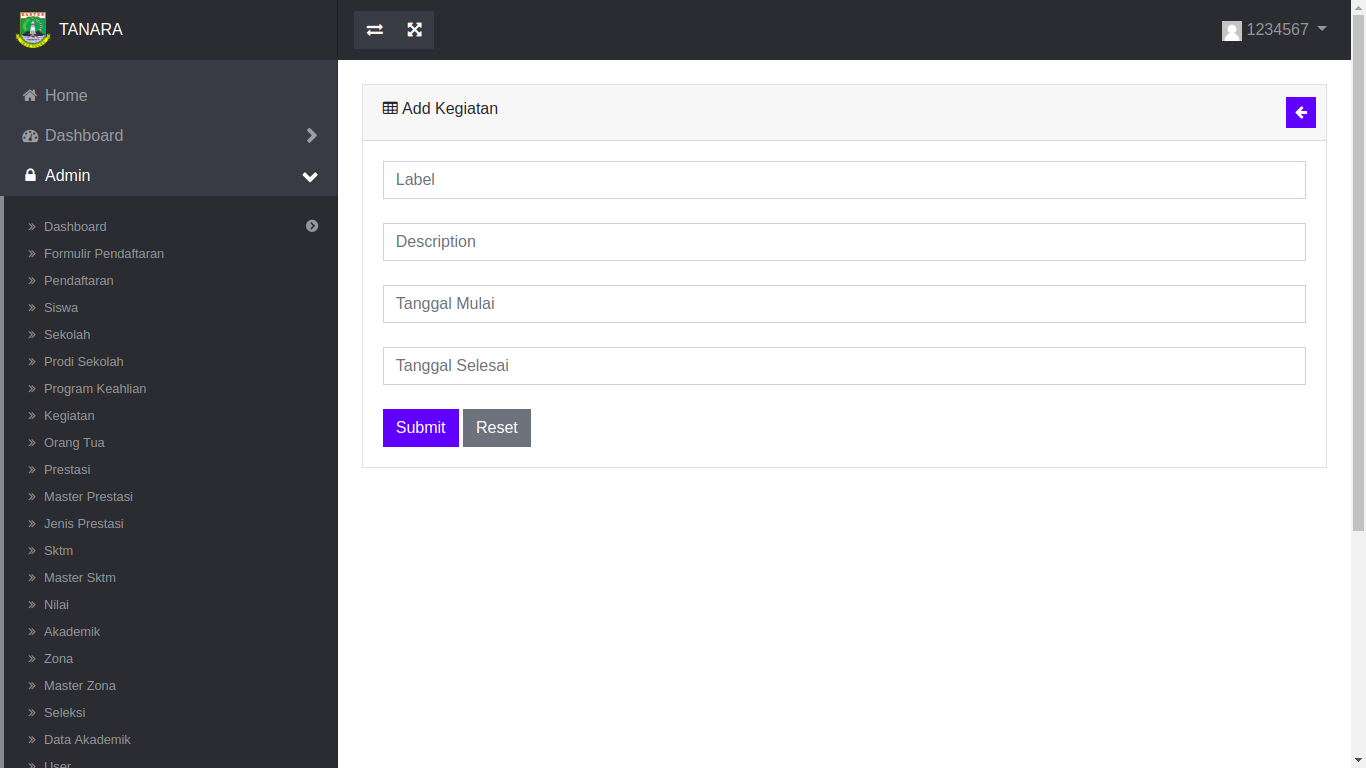 TANARA
1234567
Home
Dashboard
Admin
Dashboard
Formulir Pendaftaran
Pendaftaran
Siswa
Sekolah
Prodi Sekolah
Program Keahlian
Kegiatan
Orang Tua
Prestasi
Master Prestasi
Jenis Prestasi
Sktm
Master Sktm
Nilai
Akademik
Zona
Master Zona
Seleksi
Data Akademik
User
Add Kegiatan
Label
Description
Tanggal Mulai
Tanggal Selesai
Submit Reset